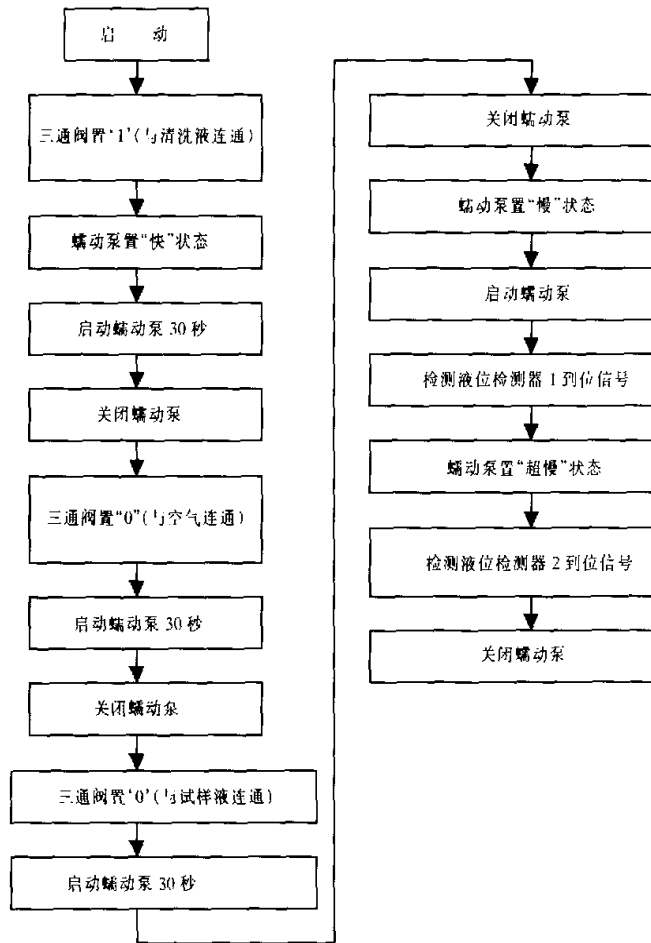 启 动
三通阀置‘1’(与清洗液连通)
蠕动泵置“快”状态
启动蠕动泵 30 秒
关闭蠕动泵
三通阀置“0”(与空气连通)
启动蠕动泵 30 秒
关闭蠕动泵
三通阀置‘0’(与试样液连通)
启动蠕动泵 30 秒
关闭蠕动泵
蠕动泵置“慢”状态
启动蠕动泵
检测液位检测器 1 到位信号
蠕动泵置“超慢”状态
检测液位检测器 2 到位信号
关闭蠕动泵